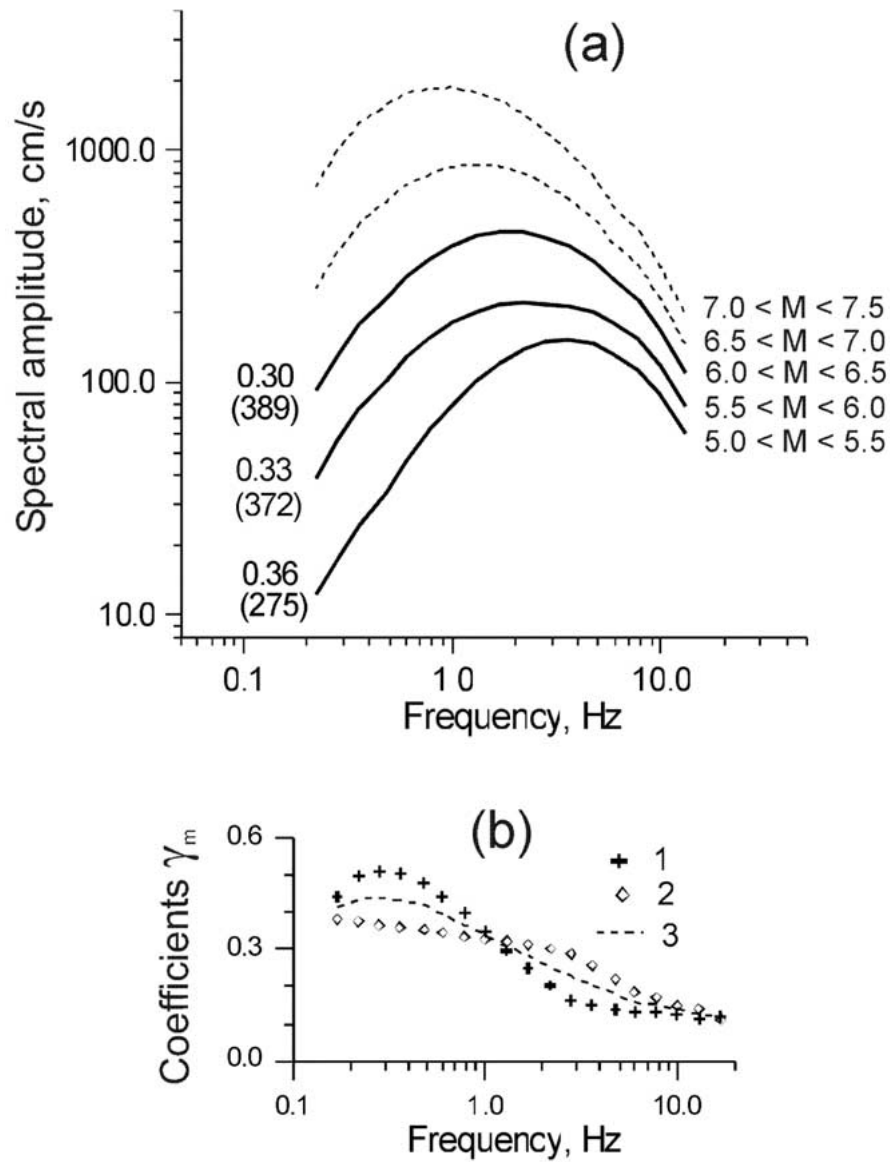 (a)
Spectral amplitude, cm/s
1000.0
100.0
10.0
0.30
(389)
0.33
(372)
0.36
(275)
7.0 < M < 7.5
6.5 < M < 7.0
6.0 < M < 6.5
5.5 < M < 6.0
5.0 < M < 5.5
0.1
1.0
10.0
Frequency, Hz
(b)
Coefficients γm
0.6
0.3
0.0
1
2
3
0.1
1.0
10.0
Frequency, Hz